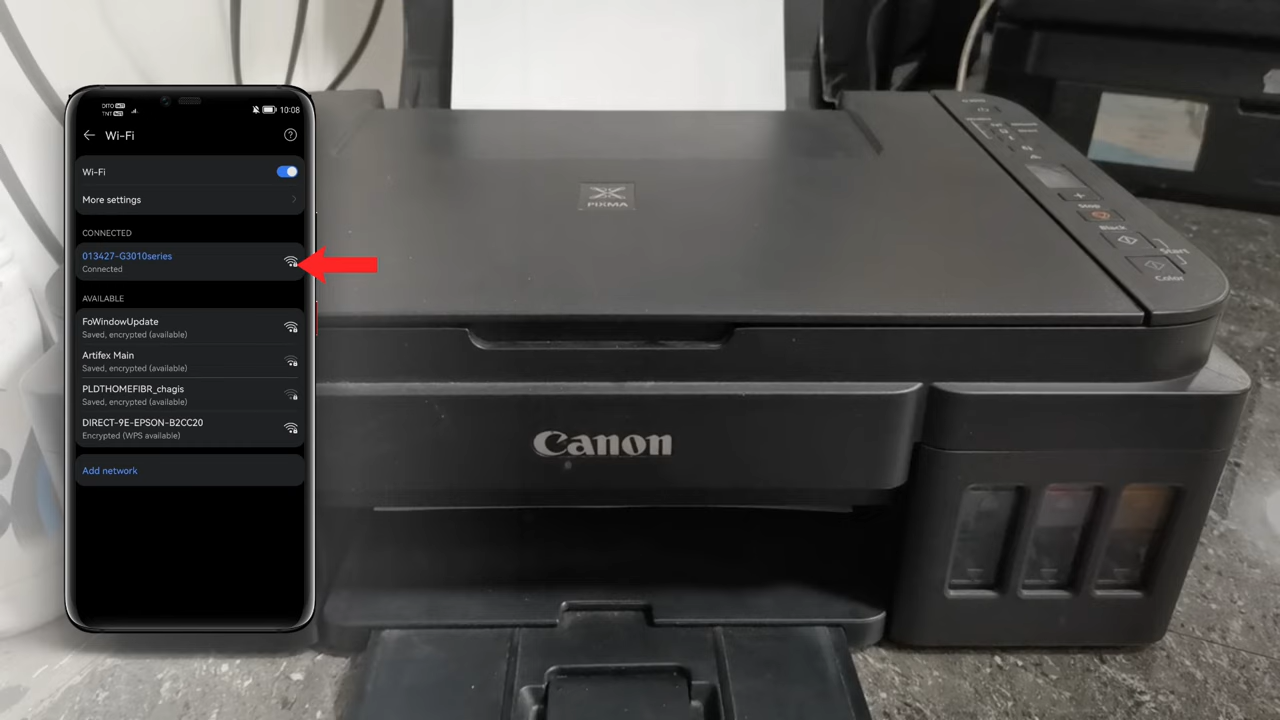 DITO
TNT
10:08
Wi-Fi
Wi-Fi
More settings
CONNECTED
013427-G3010series
Connected
AVAILABLE
FoWindowUpdate
Saved, encrypted (available)
Artifex Main
Saved, encrypted (available)
PLDTHOMEFIBR_chagis
Saved, encrypted (available)
DIRECT-9E-EPSON-B2CC20
Encrypted (WPS available)
Add network
PIXMA
Canon
Stop
Black
Start
Color